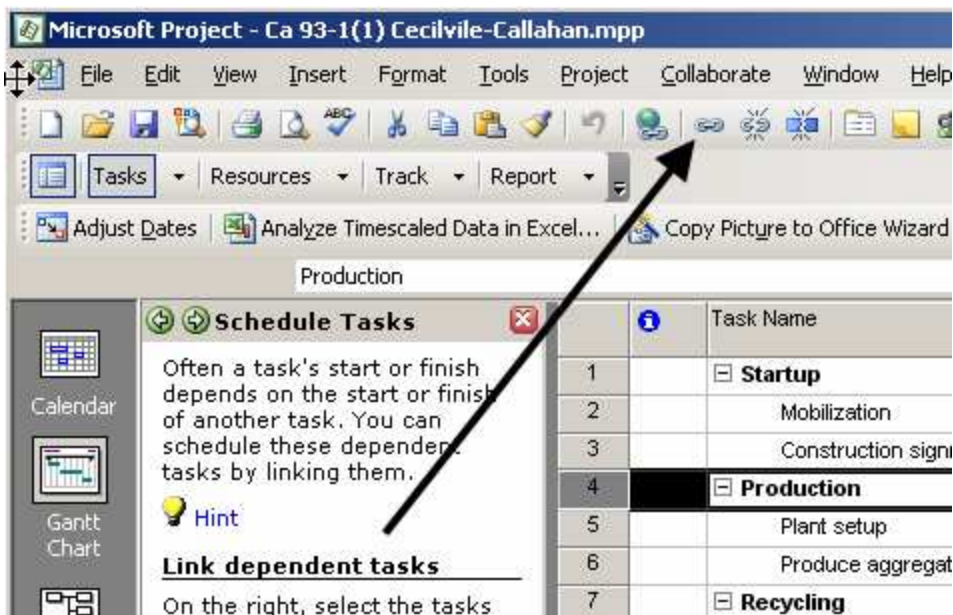 Microsoft Project - Ca 93-1(1) Cecilvile-Callahan.mpp
File Edit View Insert Format Tools Project Collaborate Window Help
ABC
Tasks Resources Track Report
Adjust Dates Analyze Timescaled Data in Excel... Copy Picture to Office Wizard
Production
Schedule Tasks
Often a task's start or finish
depends on the start or finish
of another task. You can
schedule these dependent
tasks by linking them.
Hint
Link dependent tasks
On the right, select the tasks
Calendar
Gantt
Chart
Task Name
1 Startup
2 Mobilization
3 Construction
4 Production
5 Plant setup
6 Produce
7 Recycling